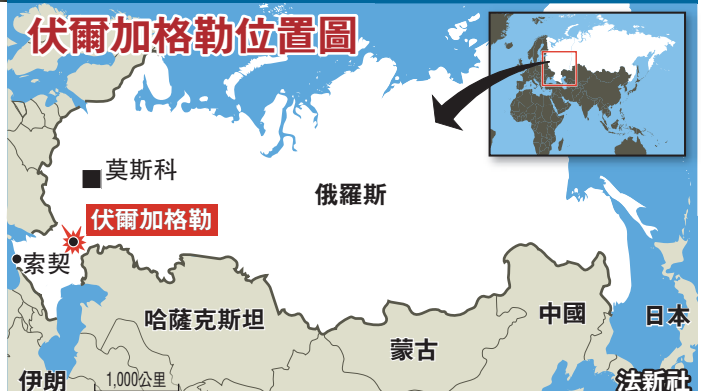 伏爾加格勒位置圖
莫斯科
俄羅斯
伏爾加格勒
索契
哈薩克斯坦
中國
日本
蒙古
伊朗
1,000公里
法新社